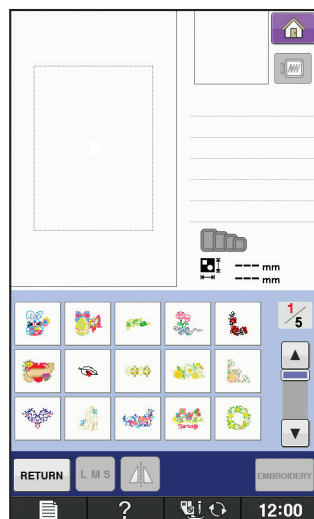 --- mm
--- mm
1/5
RETURN
L M S
EMBROIDERY
?
12:00